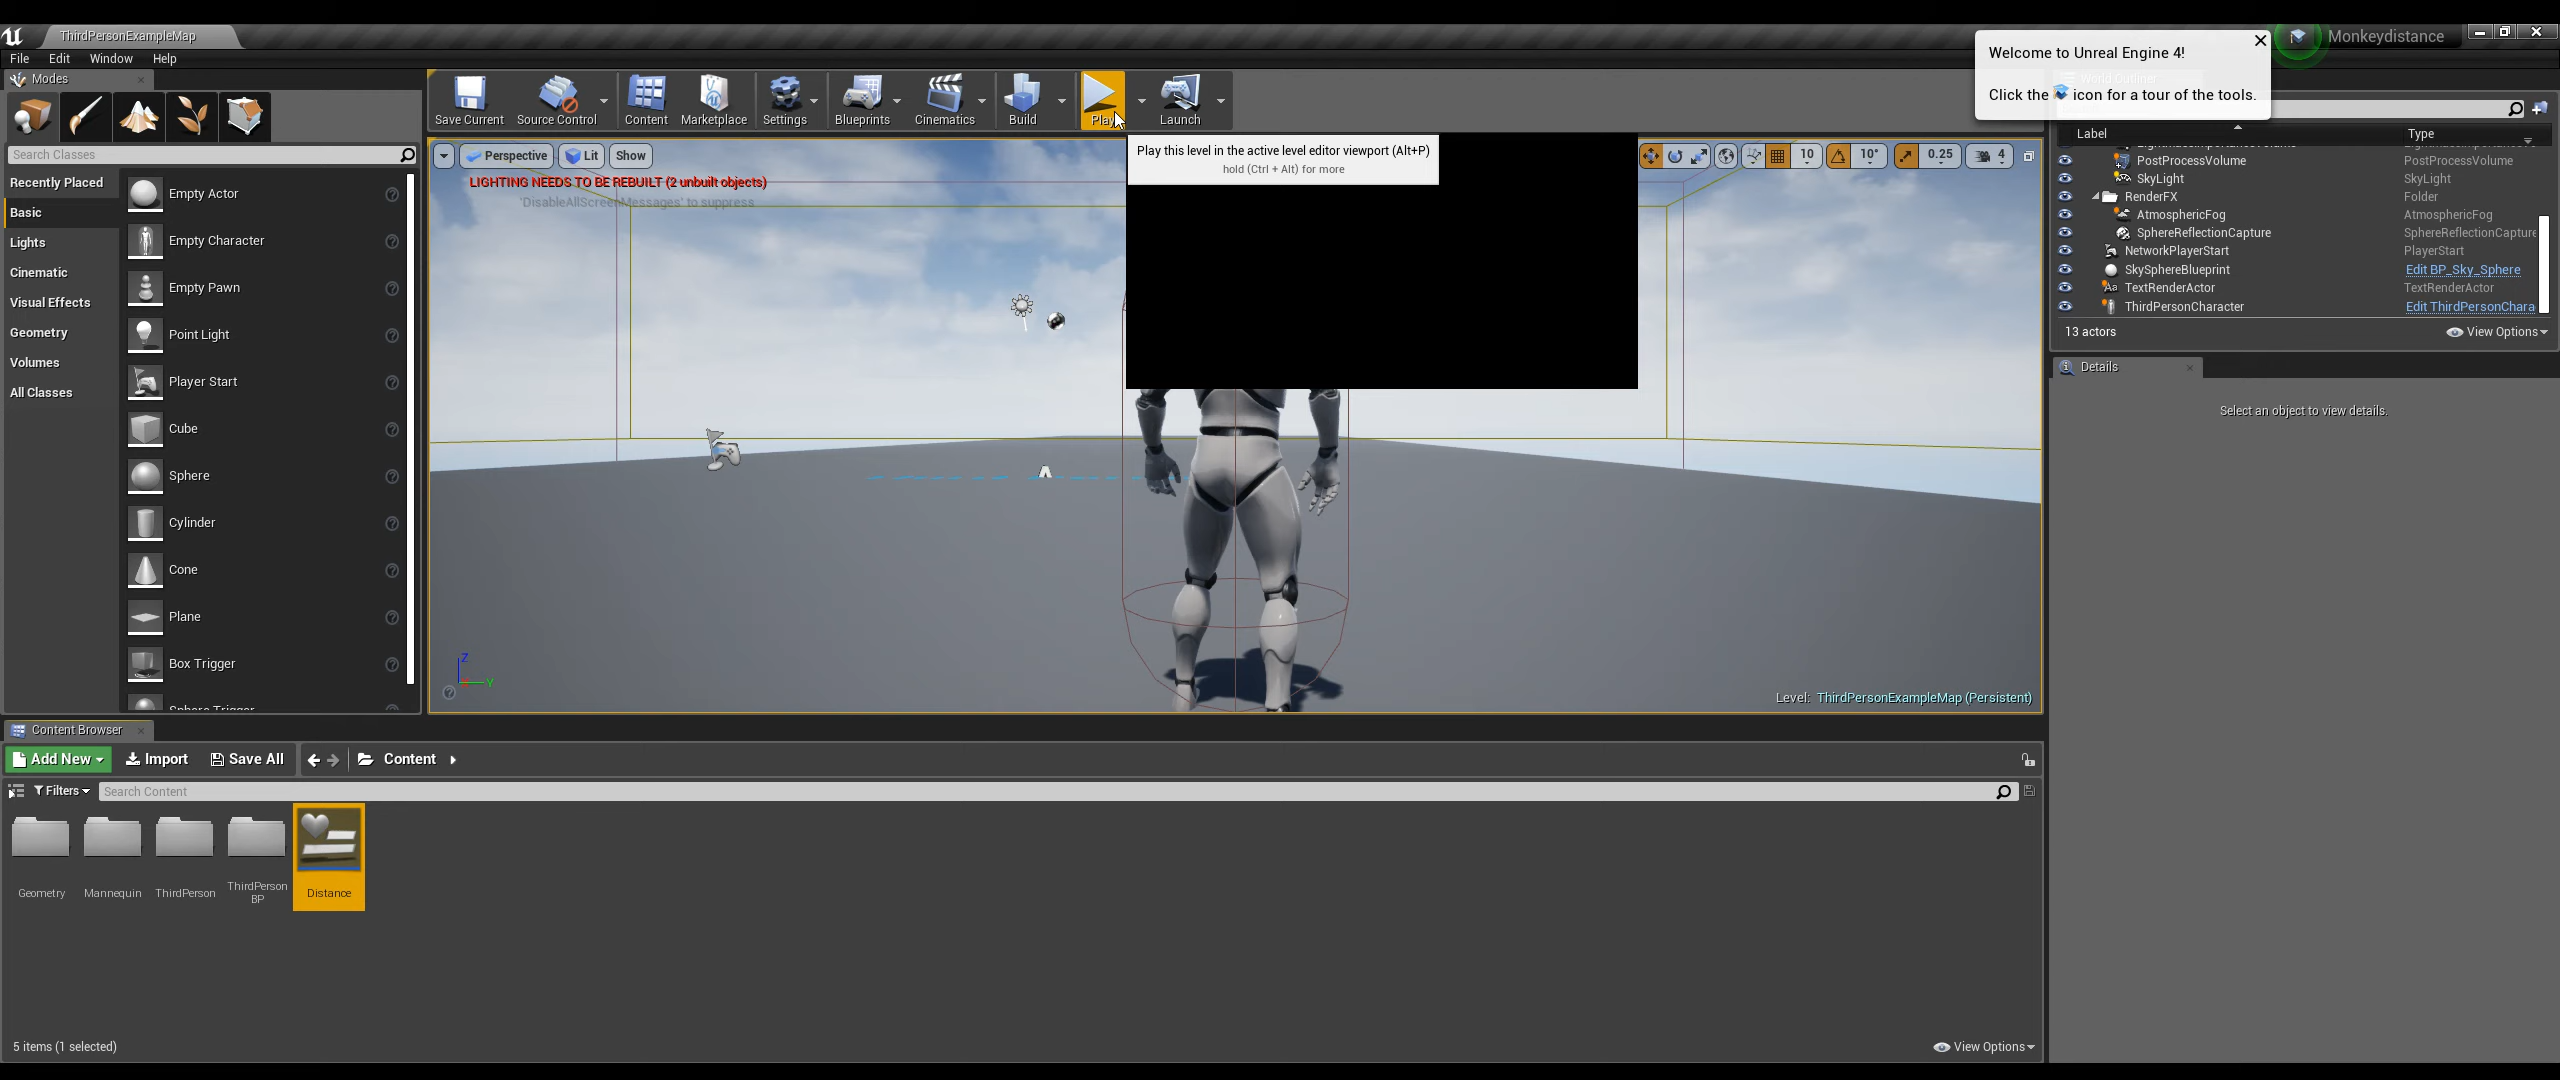 ThirdPersonExampleMap
Monkeydistance
File Edit Window Help
Welcome to Unreal Engine 4!
Click the icon for a tour of the tools.
Modes
World Outliner
Save Current
Source Control
Content
Marketplace
Settings
Blueprints
Cinematics
Build
Play
Launch
Play this level in the active level editor viewport (Alt+P)
hold (Ctrl + Alt) for more
Search Classes
Recently Placed
Basic
Lights
Cinematic
Visual Effects
Geometry
Volumes
All Classes
Empty Actor
Empty Character
Empty Pawn
Point Light
Player Start
Cube
Sphere
Cylinder
Cone
Plane
Box Trigger
Sphere Trigger
Perspective
Lit
Show
10
10°
0.25
4
LIGHTING NEEDS TO BE REBUILT (2 unbuilt objects)
'DisableAllScreenMessages' to suppress
Z
Y
Level: ThirdPersonExampleMap (Persistent)
Label Type
PostProcessVolume PostProcessVolume
SkyLight SkyLight
RenderFX Folder
AtmosphericFog AtmosphericFog
SphereReflectionCapture SphereReflectionCapture
NetworkPlayerStart PlayerStart
SkySphereBlueprint Edit BP_Sky_Sphere
TextRenderActor TextRenderActor
ThirdPersonCharacter Edit ThirdPersonChara
13 actors
View Options
Details
Select an object to view details.
Content Browser
Add New
Import
Save All
Content
Filters
Search Content
Geometry
Mannequin
ThirdPerson
ThirdPerson
BP
Distance
5 items (1 selected)
View Options